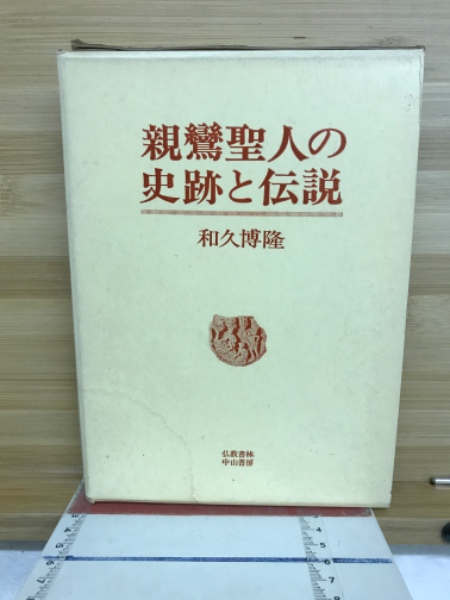 親鸞聖人の
史跡と伝説
和久博隆
仏教書林
中山書房